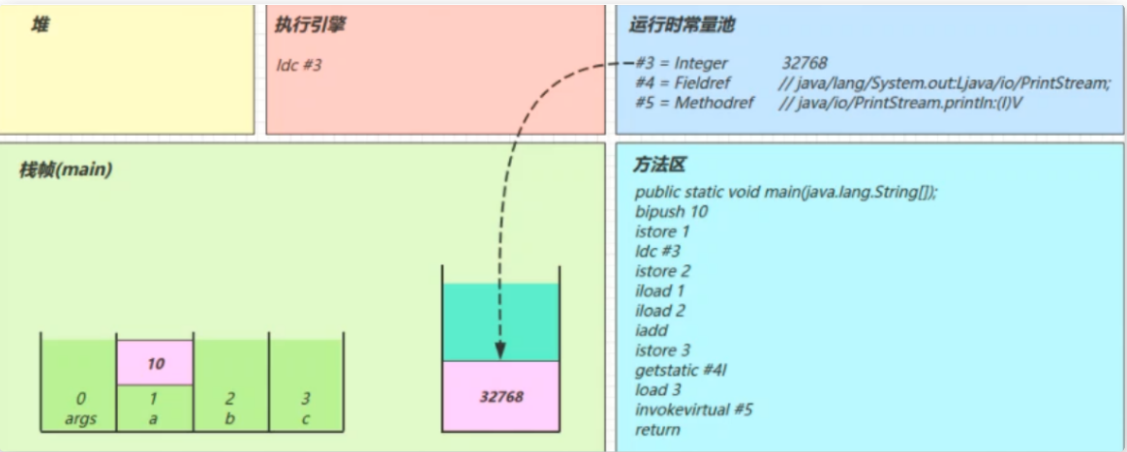 堆
执行引擎
ldc #3
运行时常量池
#3 = Integer 32768
#4 = Fieldref // java/lang/System.out:Ljava/io/PrintStream;
#5 = Methodref // java/io/PrintStream.println:(I)V
栈帧(main)
10
0 1 2 3
args a b c
32768
方法区
public static void main(java.lang.String[]);
bipush 10
istore 1
ldc #3
istore 2
iload 1
iload 2
iadd
istore 3
getstatic #4I
load 3
invokevirtual #5
return